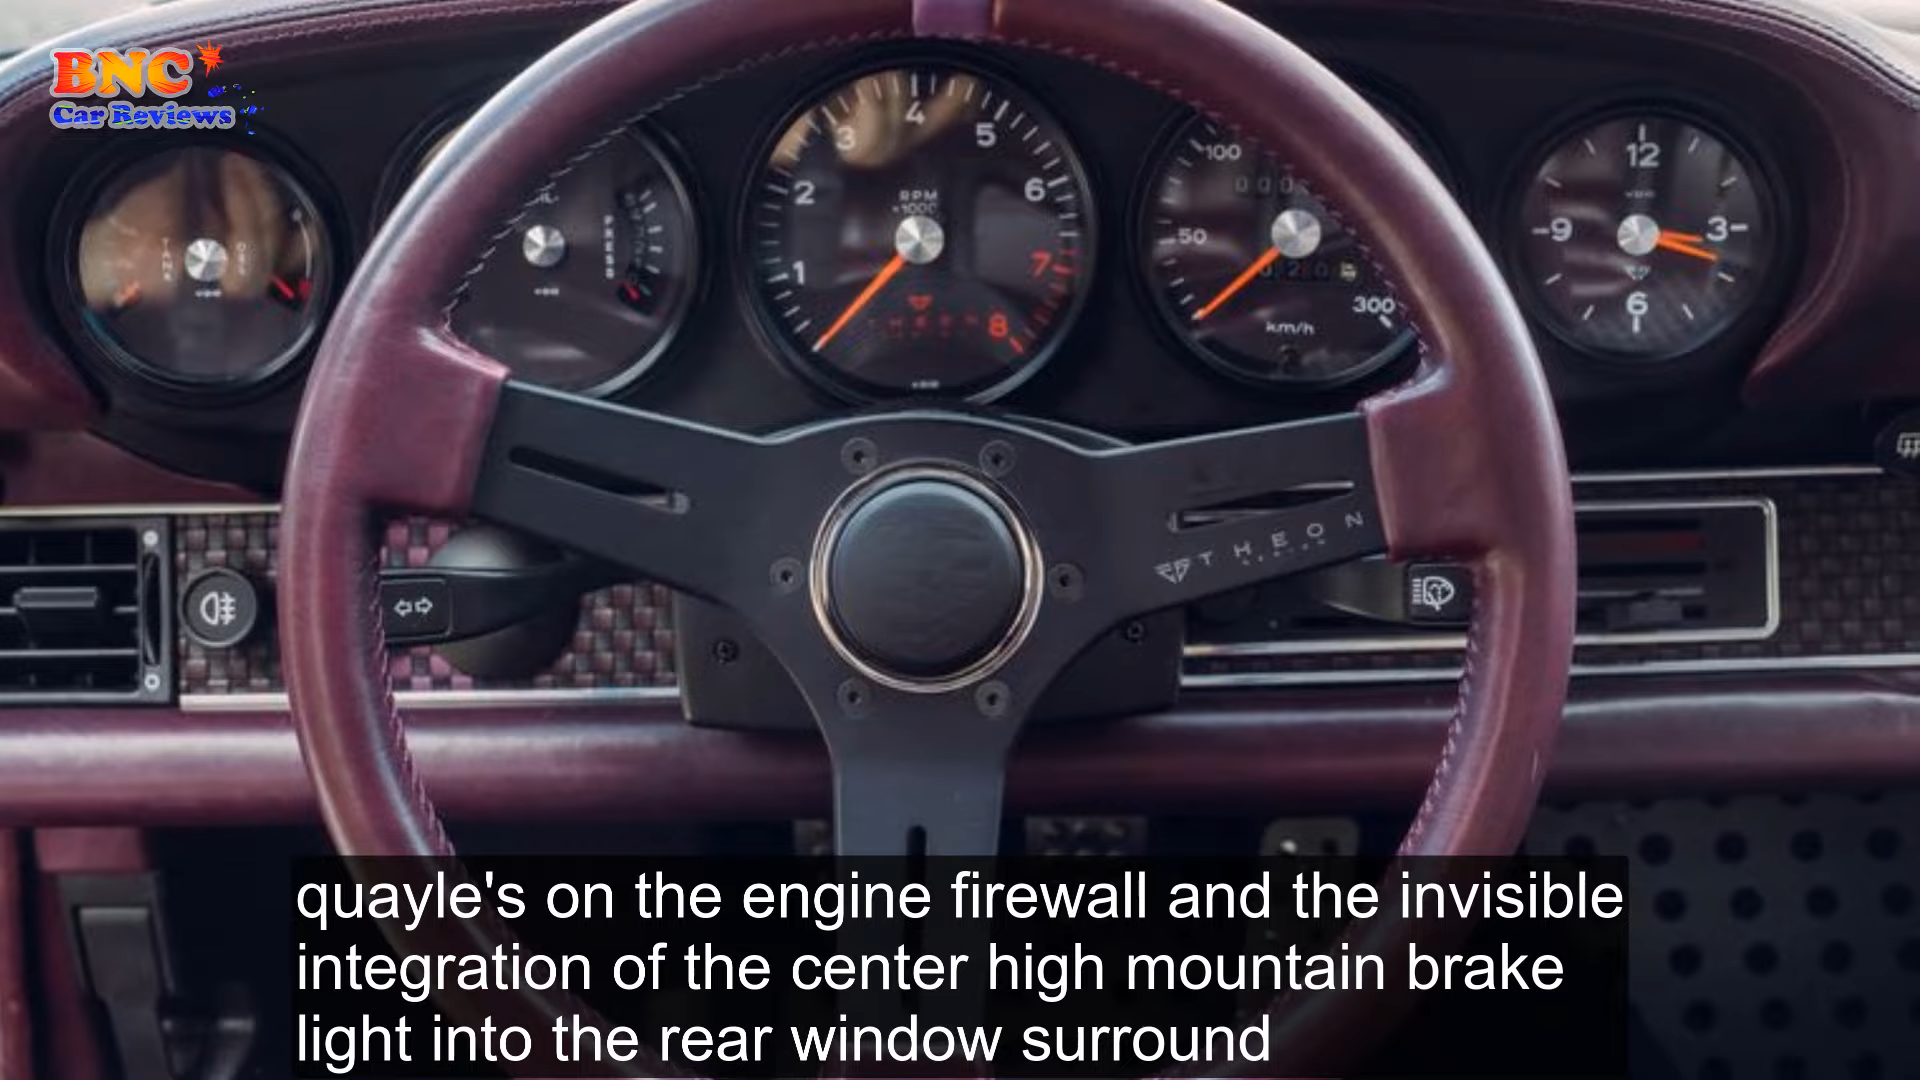 BNC
Car Reviews
4
3
5
2
6
RPM
×1000
1
7
8
100
50
300
km/h
12
9
3
6
THEON
quayle's on the engine firewall and the invisible
integration of the center high mountain brake
light into the rear window surround